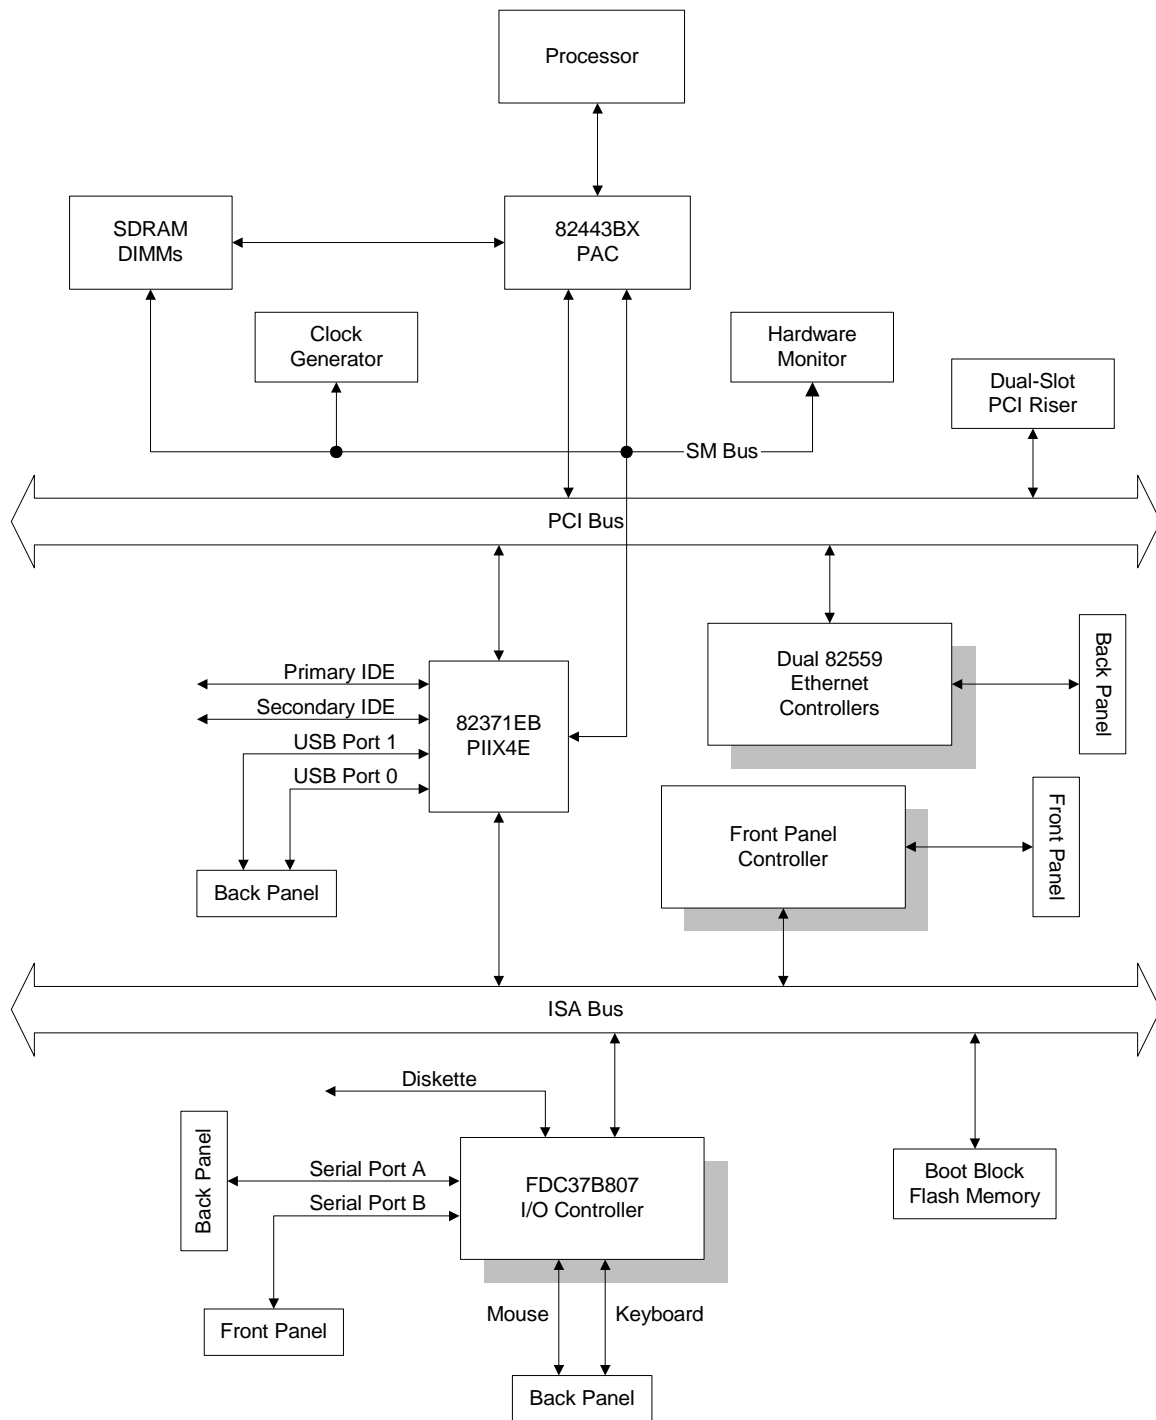 Processor
SDRAM
DIMMs
82443BX
PAC
Clock
Generator
Hardware
Monitor
Dual-Slot
PCI Riser
SM Bus
PCI Bus
Primary IDE
Secondary IDE
USB Port 1
USB Port 0
82371EB
PIIX4E
Back Panel
Dual 82559
Ethernet
Controllers
Back Panel
Front Panel
Controller
Front Panel
ISA Bus
Diskette
Back Panel
Serial Port A
Serial Port B
FDC37B807
I/O Controller
Boot Block
Flash Memory
Front Panel
Mouse
Keyboard
Back Panel